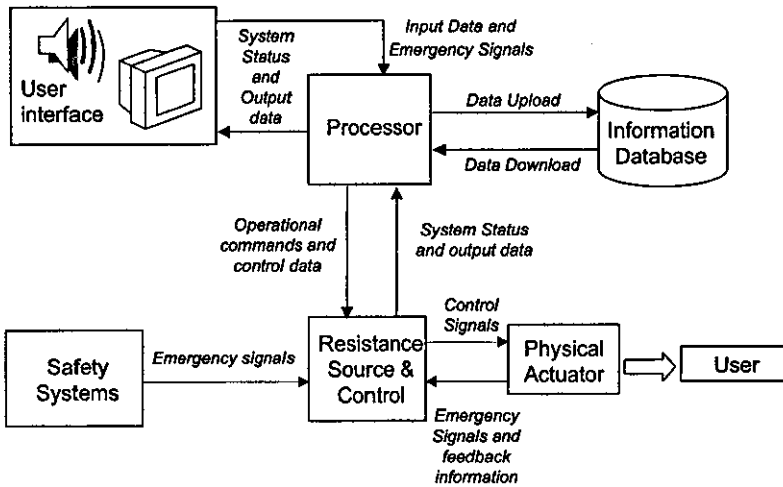 User
interface
System
Status
and
Output
data
Input Data and
Emergency Signals
Processor
Data Upload
Data Download
Information
Database
Operational
commands and
control data
System Status
and output data
Safety
Systems
Emergency signals
Resistance
Source &
Control
Control
Signals
Physical
Actuator
User
Emergency
Signals and
feedback
information